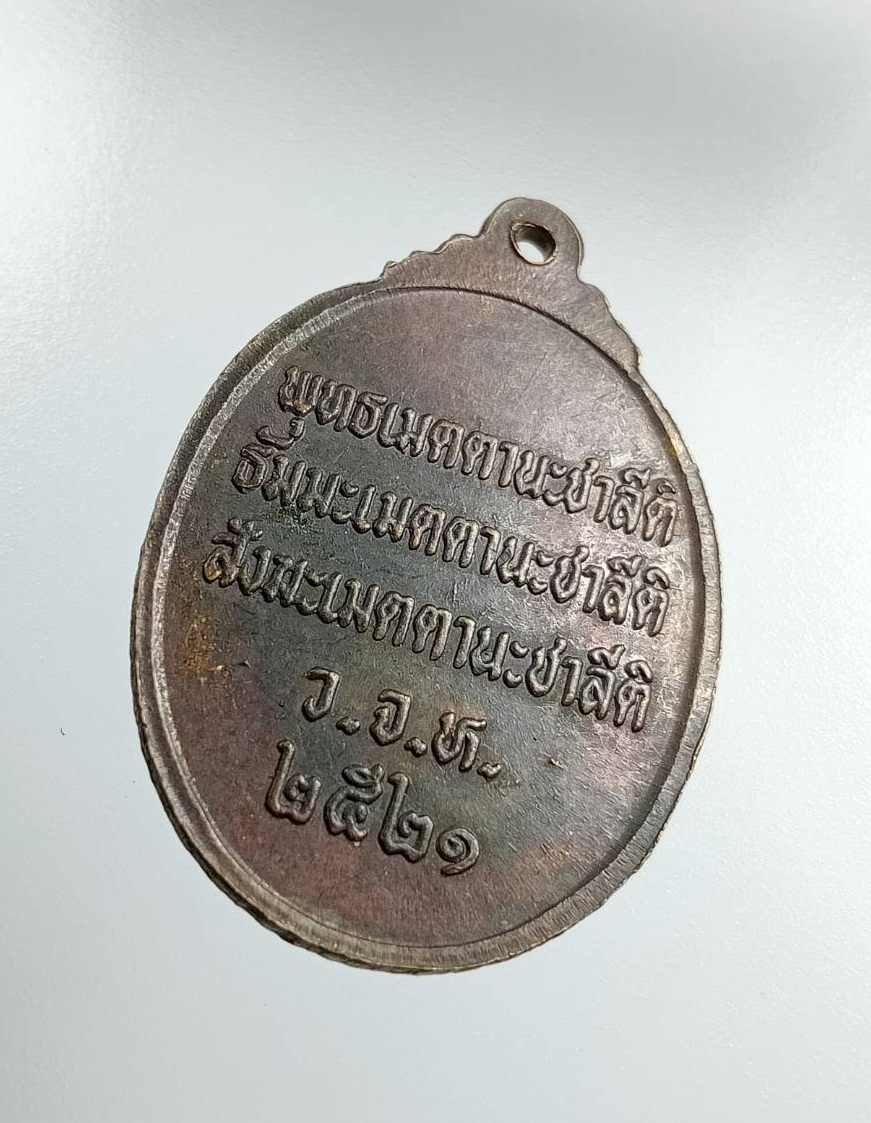 พุทธเมตตานะชาลีติ
ธัมมะเมตตานะชาลีติ
สังฆะเมตตานะชาลีติ
ว.จ.ท.
๒๕๒๑